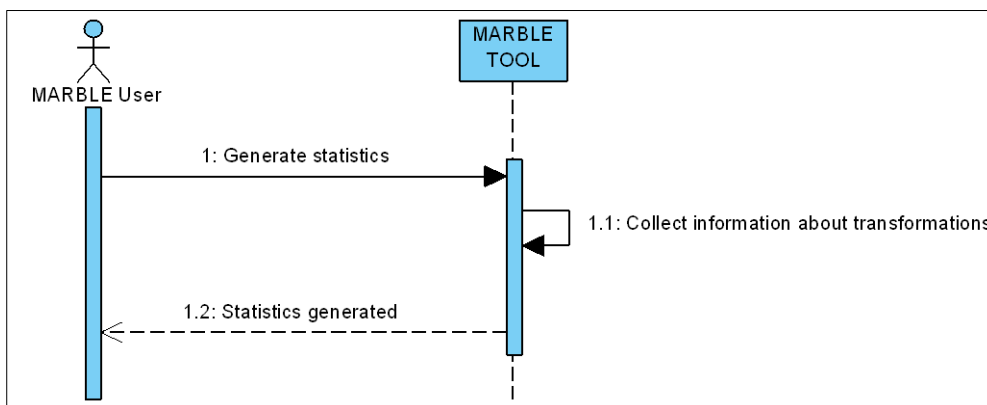 MARBLE
TOOL
MARBLE User
1: Generate statistics
1.1: Collect information about transformations
1.2: Statistics generated